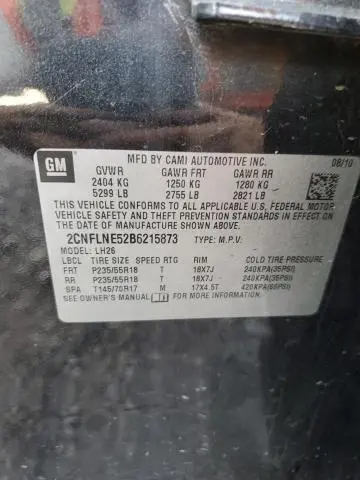 GM
MFD BY CAMI AUTOMOTIVE INC. 08/10
GVWR GAWR FRT GAWR RR
2404 KG 1250 KG 1280 KG
5299 LB 2755 LB 2821 LB
THIS VEHICLE CONFORMS TO ALL APPLICABLE U.S. FEDERAL MOTOR
VEHICLE SAFETY AND THEFT PREVENTION STANDARDS IN EFFECT ON THE
DATE OF MANUFACTURE SHOWN ABOVE.
2CNFLNE52B6215873 TYPE: M.P.V.
MODEL: LH26
LBCL TIRE SIZE SPEED RTG RIM COLD TIRE PRESSURE
FRT P235/55R18 T 18X7J 240KPA(35PSI)
RR P235/55R18 T 18X7J 240KPA(35PSI)
SPA T145/70R17 M 17X4.5T 420KPA(60PSI)
SEE OWNER'S MANUAL FOR MORE INFORMATION.